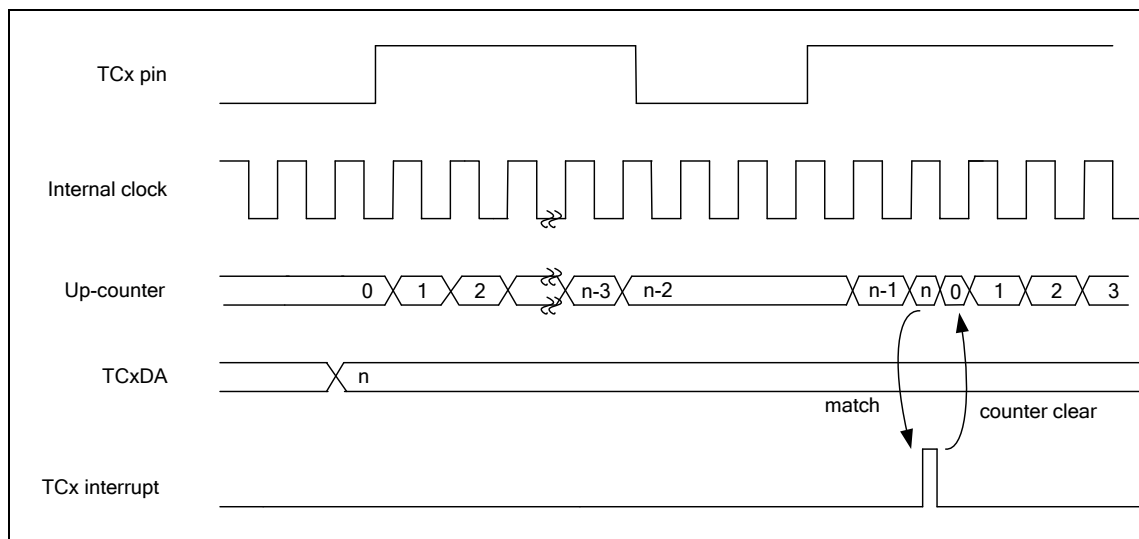 TCx pin
Internal clock
Up-counter
0 1 2 n-3 n-2 n-1 n 0 1 2 3
TCxDA
n
match
counter clear
TCx interrupt